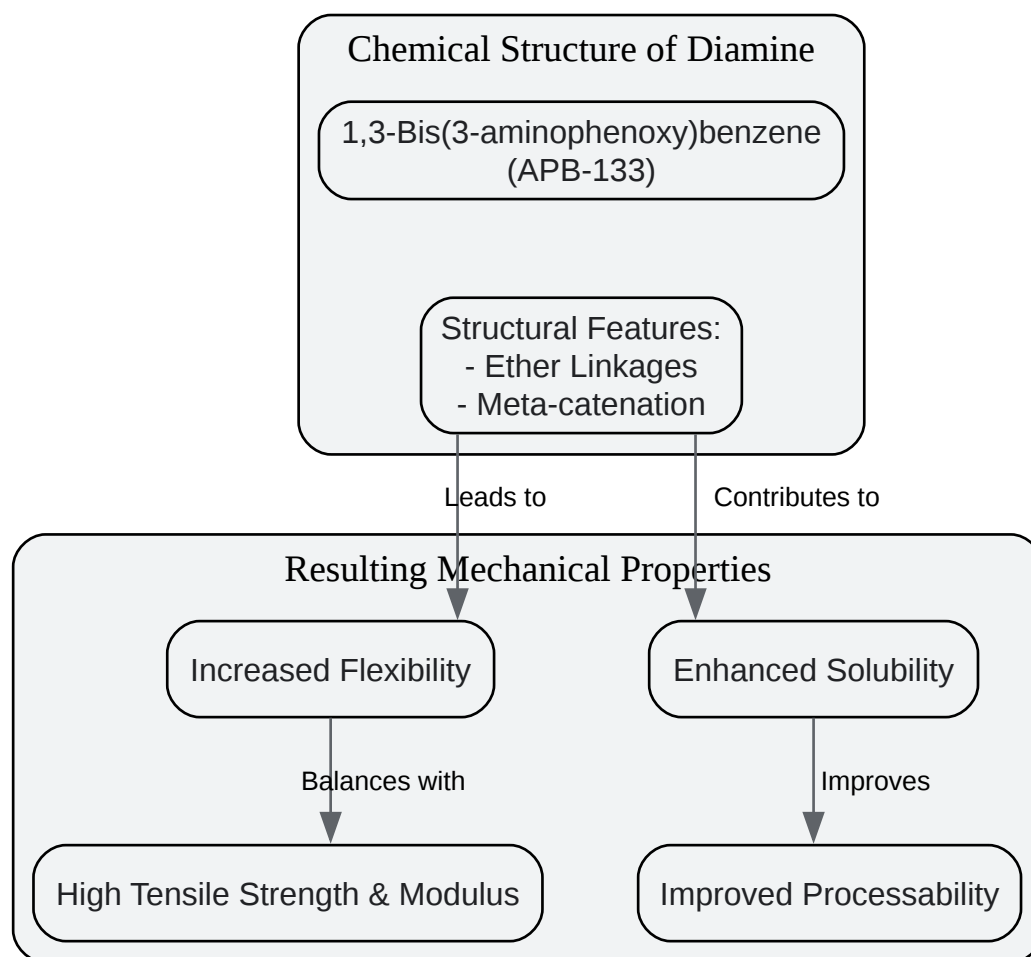 Chemical Structure of Diamine
1,3-Bis(3-aminophenoxy)benzene
(APB-133)
Structural Features:
- Ether Linkages
- Meta-catenation
Leads to
Contributes to
Resulting Mechanical Properties
Increased Flexibility
Enhanced Solubility
Balances with
Improves
High Tensile Strength & Modulus
Improved Processability